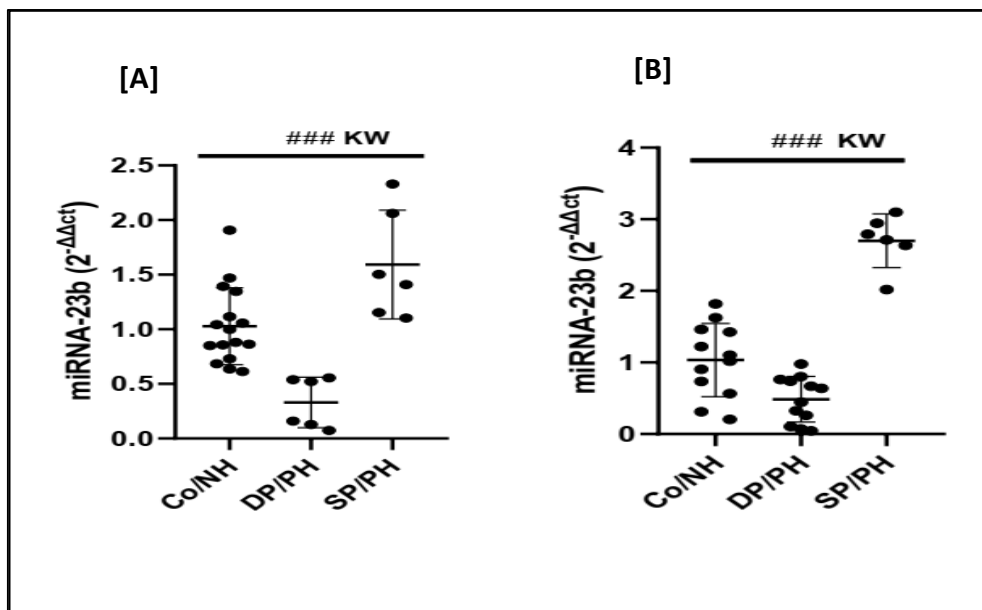 [A]
### KW
miRNA-23b (2^-ΔΔct)
2.5
2.0
1.5
1.0
0.5
0.0
Co/NH
DP/PH
SP/PH
[B]
### KW
miRNA-23b (2^-ΔΔct)
4
3
2
1
0
Co/NH
DP/PH
SP/PH